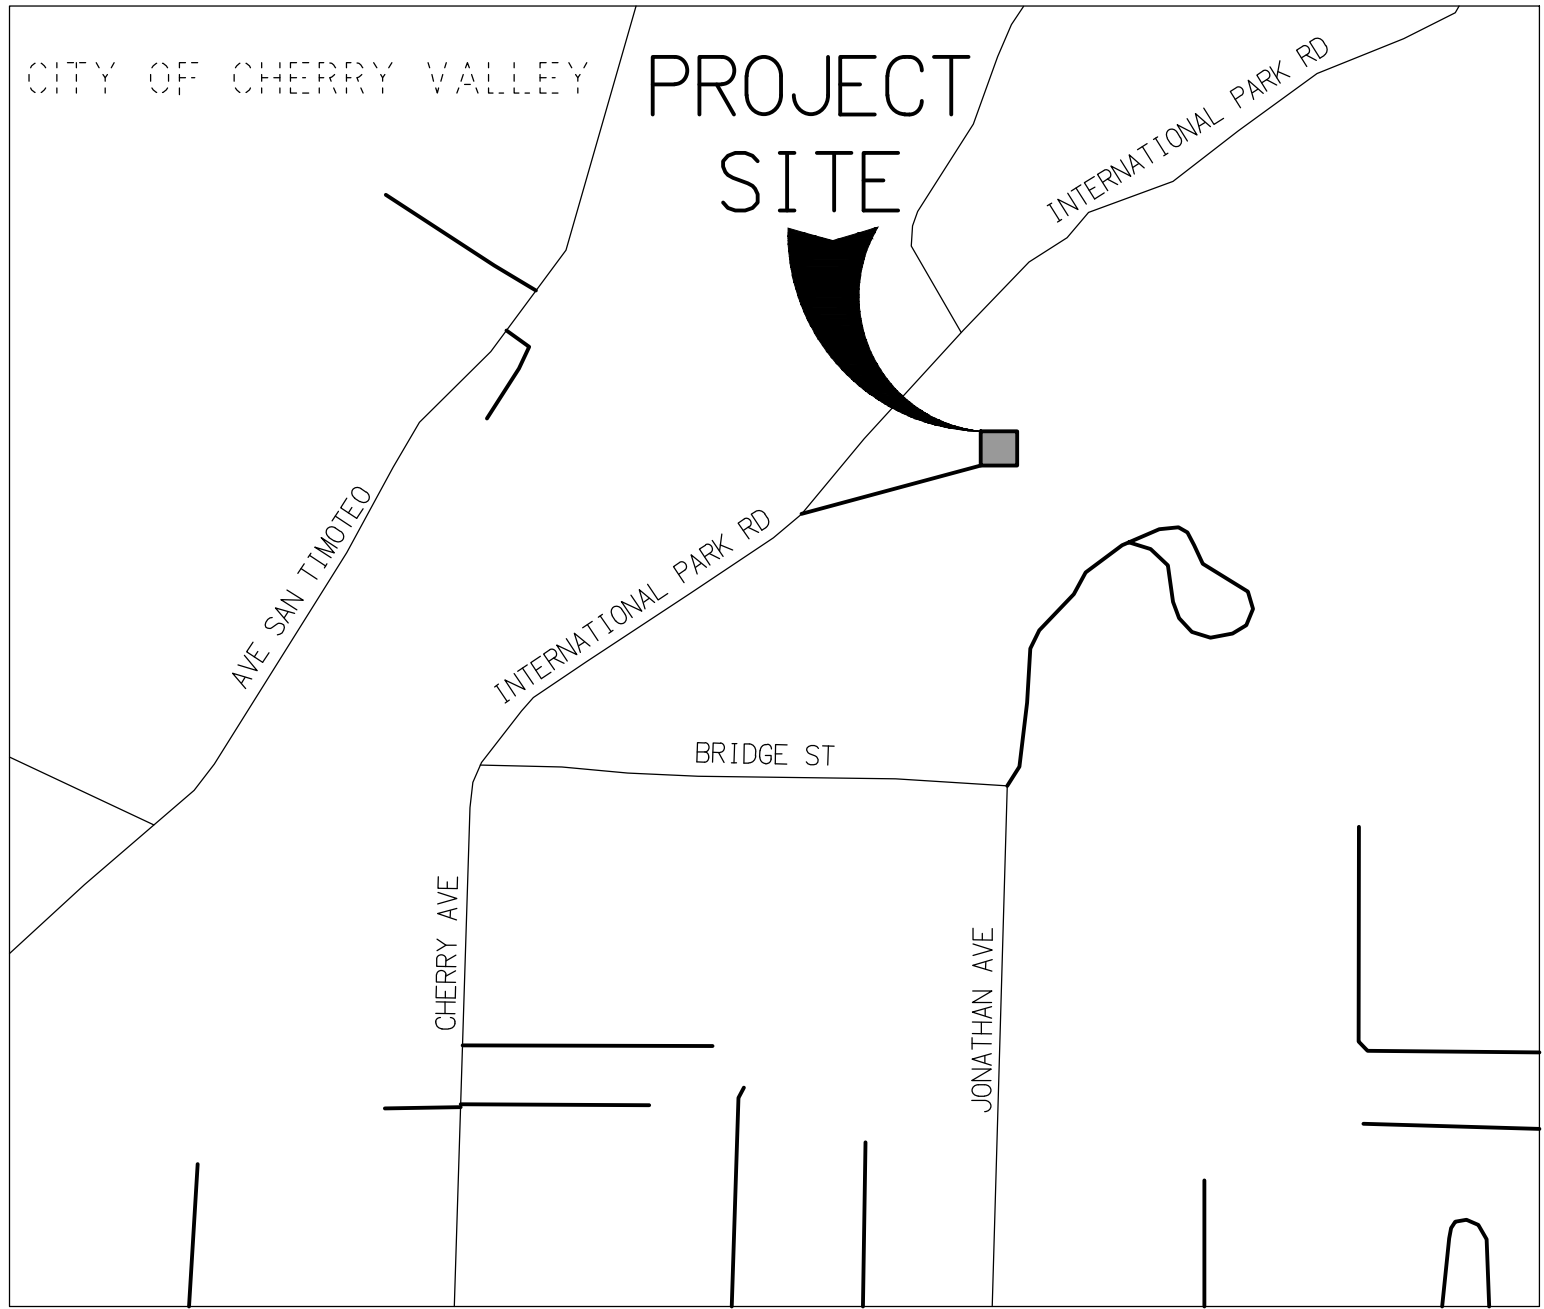 CITY OF CHERRY VALLEY
PROJECT
SITE
INTERNATIONAL PARK RD
AVE SAN TIMOTEO
INTERNATIONAL PARK RD
BRIDGE ST
CHERRY AVE
JONATHAN AVE